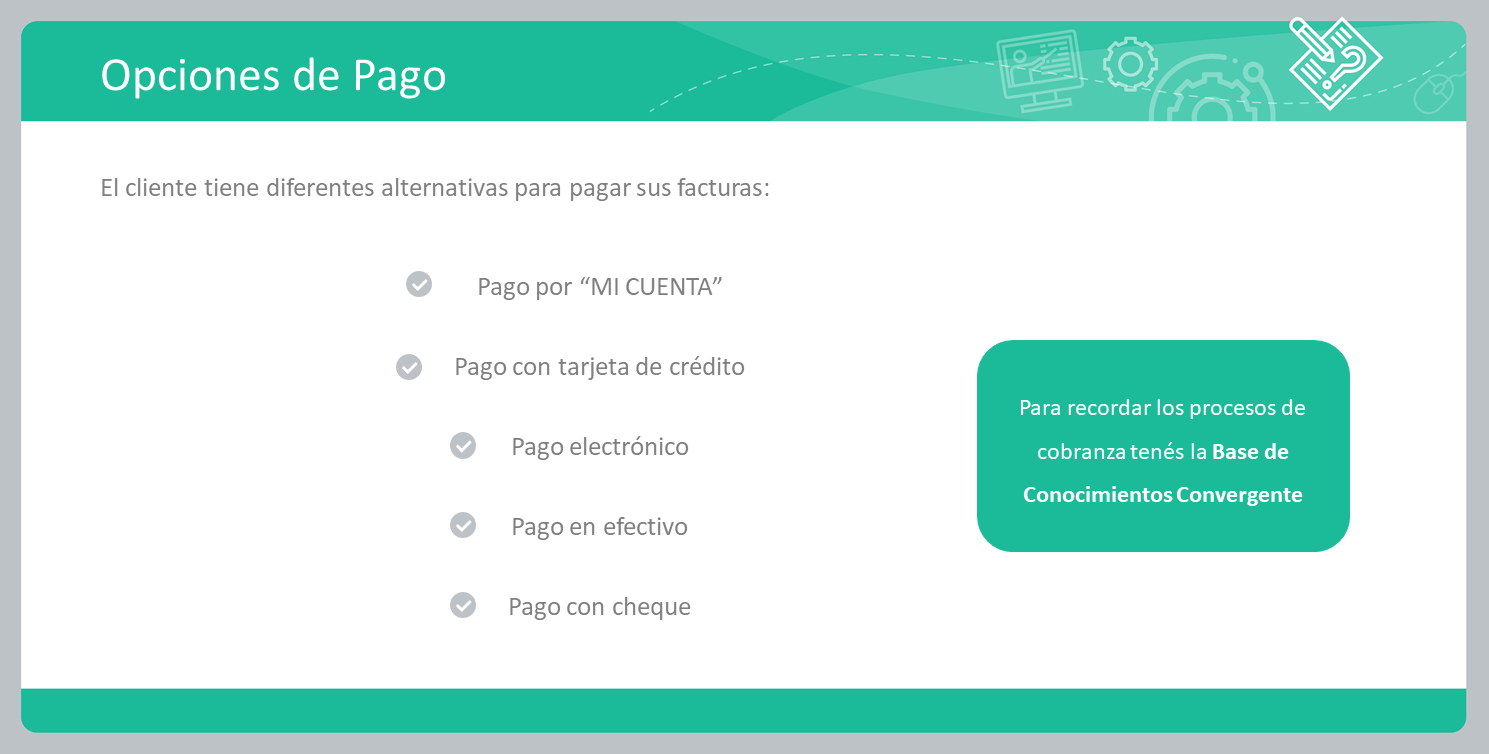 Opciones de Pago
El cliente tiene diferentes alternativas para pagar sus facturas:
Pago por “MI CUENTA”
Pago con tarjeta de crédito
Pago electrónico
Pago en efectivo
Pago con cheque
Para recordar los procesos de
cobranza tenés la Base de
Conocimientos Convergente